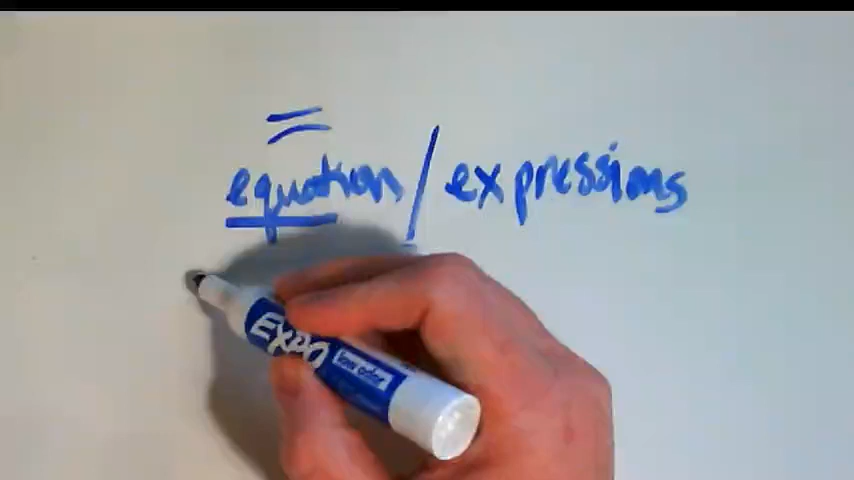 =
equation / expressions
EXPO
low odor